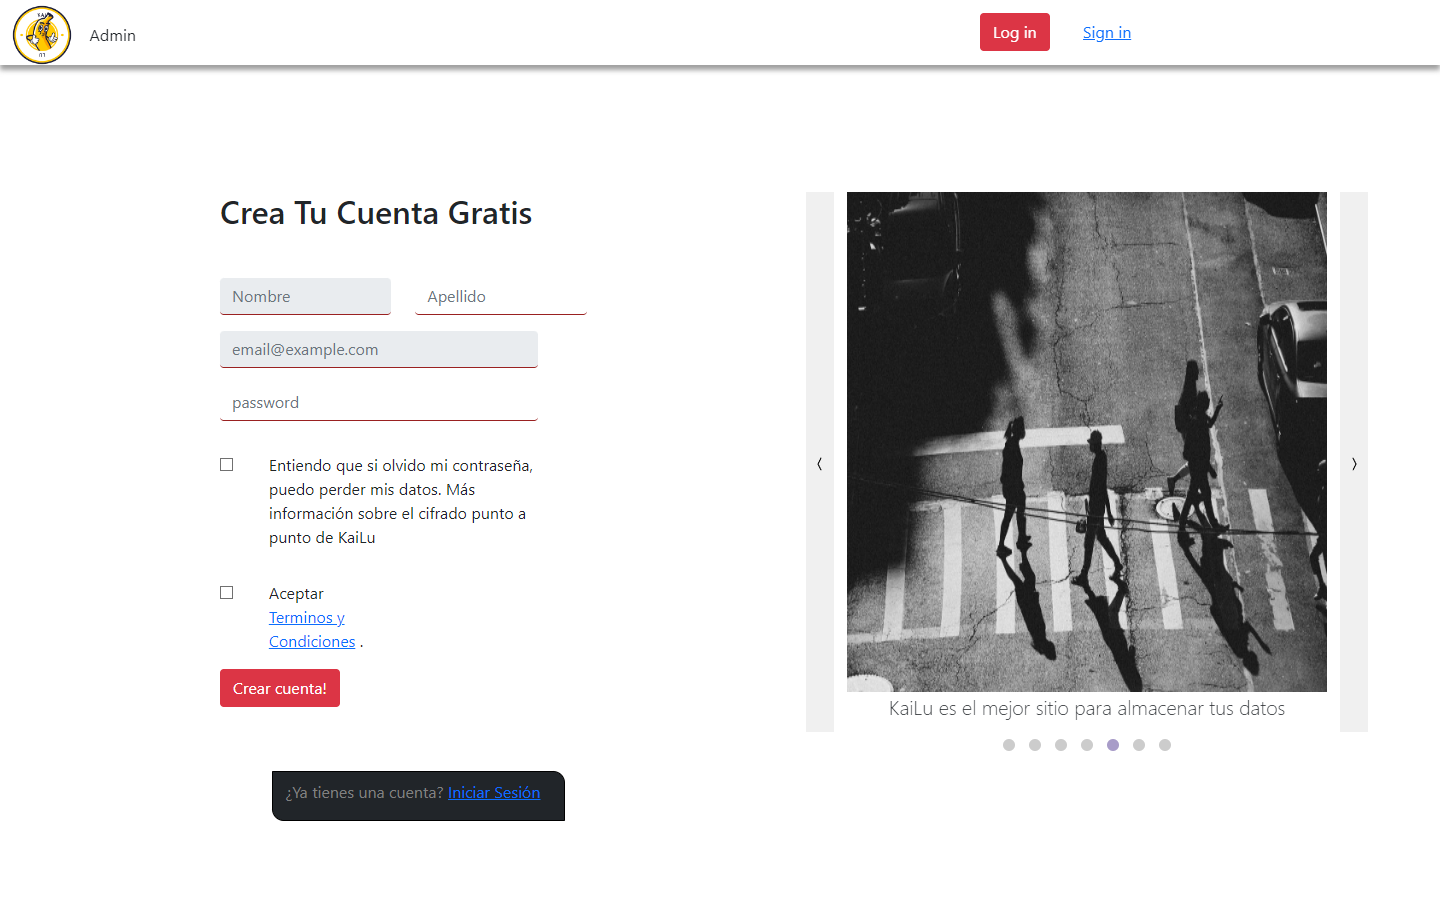 Admin
Log in
Sign in
Crea Tu Cuenta Gratis
Nombre
Apellido
email@example.com
password
Entiendo que si olvido mi contraseña,
puedo perder mis datos. Más
información sobre el cifrado punto a
punto de KaiLu
Aceptar
Terminos y
Condiciones .
Crear cuenta!
¿Ya tienes una cuenta? Iniciar Sesión
KaiLu es el mejor sitio para almacenar tus datos